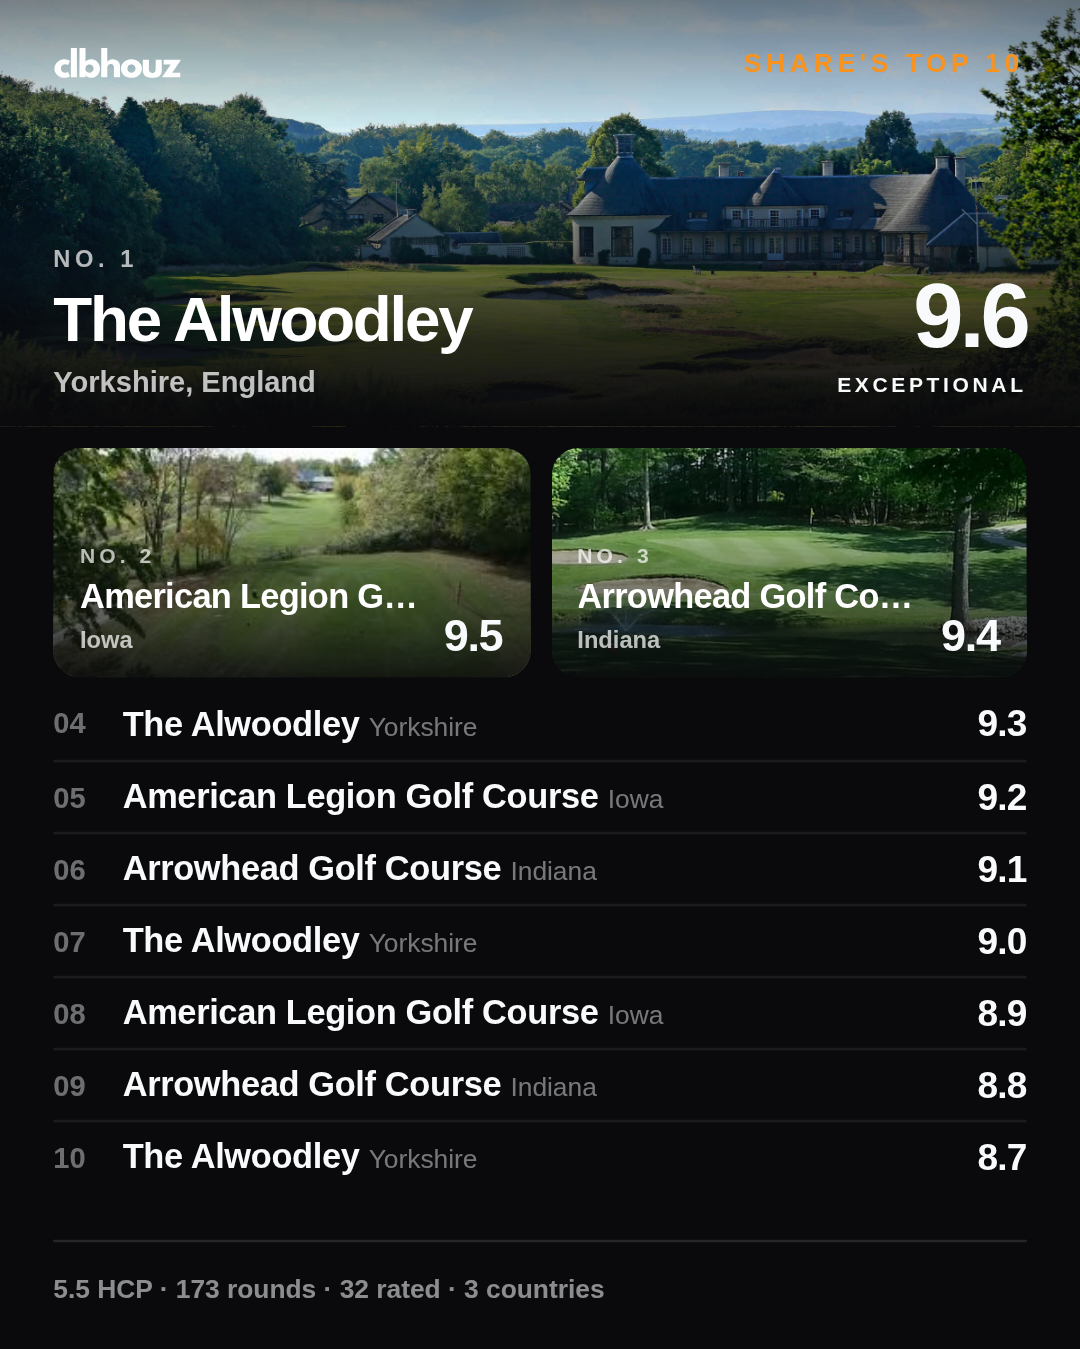 clbhouz
SHARE'S TOP 10
NO. 1
The Alwoodley
9.6
Yorkshire, England
EXCEPTIONAL
NO. 2
American Legion G...
Iowa
9.5
NO. 3
Arrowhead Golf Co...
Indiana
9.4
04 The Alwoodley Yorkshire 9.3
05 American Legion Golf Course Iowa 9.2
06 Arrowhead Golf Course Indiana 9.1
07 The Alwoodley Yorkshire 9.0
08 American Legion Golf Course Iowa 8.9
09 Arrowhead Golf Course Indiana 8.8
10 The Alwoodley Yorkshire 8.7
5.5 HCP · 173 rounds · 32 rated · 3 countries